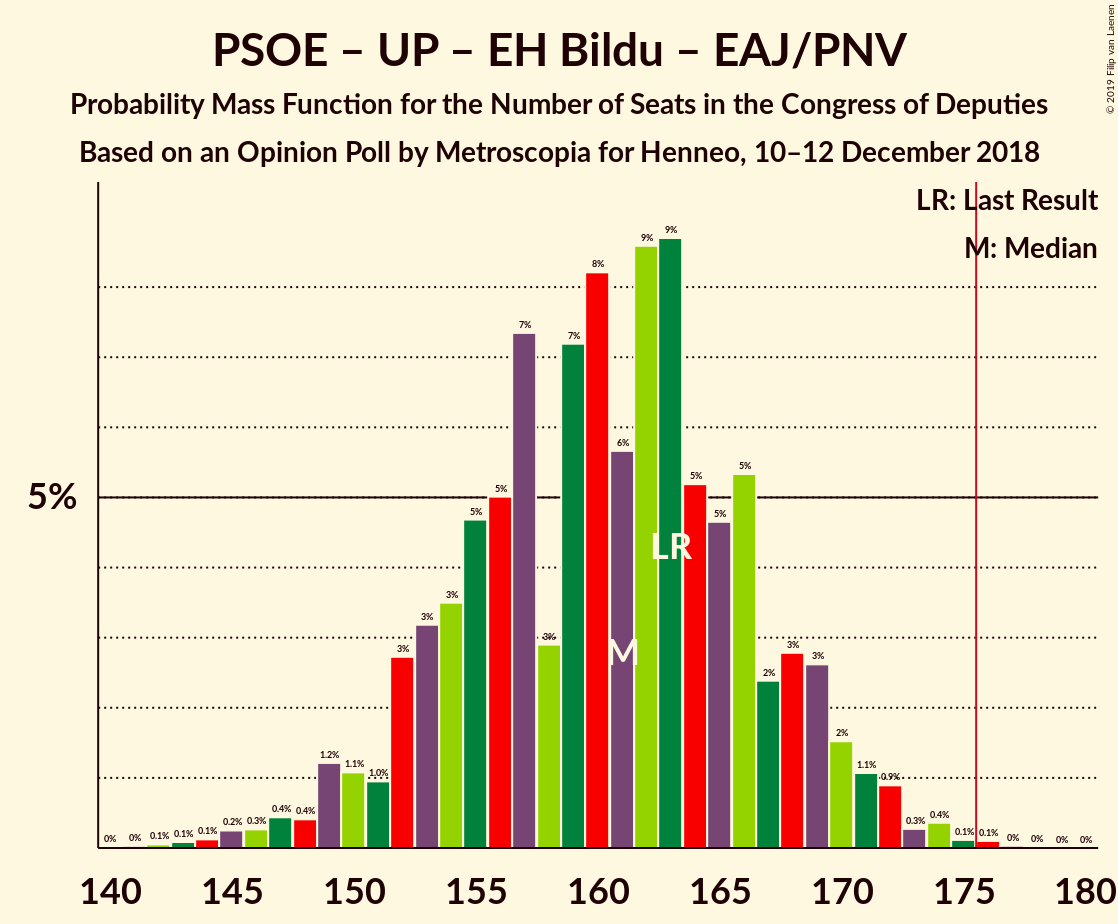 PSOE – UP – EH Bildu – EAJ/PNV
Probability Mass Function for the Number of Seats in the Congress of Deputies
Based on an Opinion Poll by Metroscopia for Henneo, 10–12 December 2018
© 2019 Filip van Laenen
LR: Last Result
M: Median
5%
0% 0% 0.1% 0.1% 0.1% 0.2% 0.3% 0.4% 0.4% 1.2% 1.1% 1.0% 3% 3% 3% 5% 5% 7% 3% 7% 8% 6% 9% 9% 5% 5% 5% 2% 3% 3% 2% 1.1% 0.9% 0.3% 0.4% 0.1% 0.1% 0% 0% 0% 0%
LR
M
140 145 150 155 160 165 170 175 180